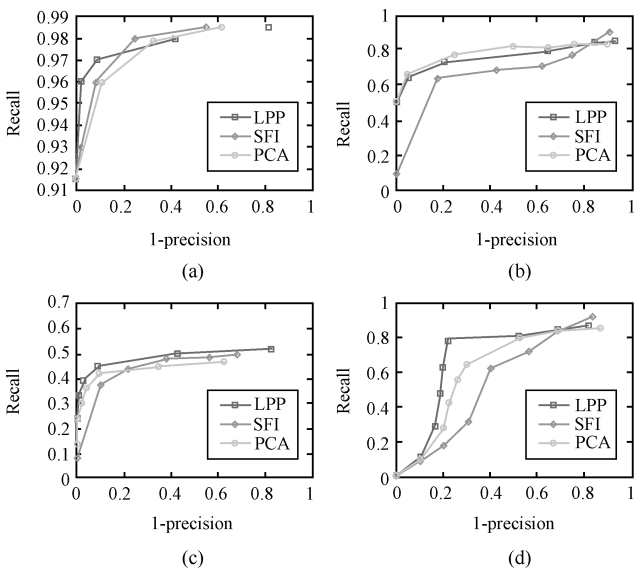 0.99
0.98
0.97
0.96
0.95
0.94
0.93
0.92
0.91
Recall
LPP
SFI
PCA
0 0.2 0.4 0.6 0.8 1
1-precision
(a)
1
0.8
0.6
0.4
0.2
0
Recall
LPP
SFI
PCA
0 0.2 0.4 0.6 0.8 1
1-precision
(b)
0.7
0.6
0.5
0.4
0.3
0.2
0.1
0
Recall
LPP
SFI
PCA
0 0.2 0.4 0.6 0.8 1
1-precision
(c)
1
0.8
0.6
0.4
0.2
0
Recall
LPP
SFI
PCA
0 0.2 0.4 0.6 0.8 1
1-precision
(d)